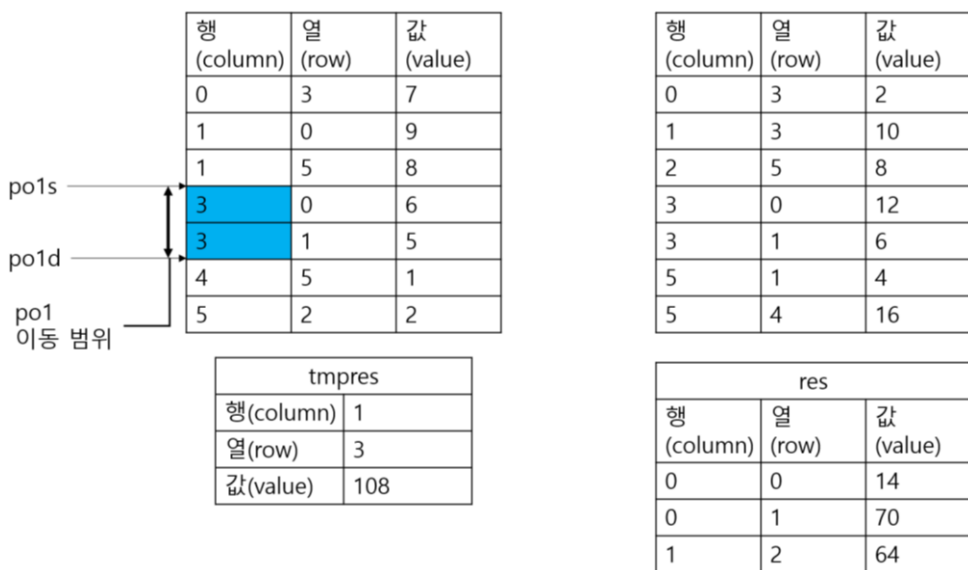 행 열 값
(column) (row) (value)
0 3 7
1 0 9
1 5 8
3 0 6
3 1 5
4 5 1
5 2 2
po1s
po1d
po1
이동 범위
행 열 값
(column) (row) (value)
0 3 2
1 3 10
2 5 8
3 0 12
3 1 6
5 1 4
5 4 16
tmpres
행(column) 1
열(row) 3
값(value) 108
res
행 열 값
(column) (row) (value)
0 0 14
0 1 70
1 2 64